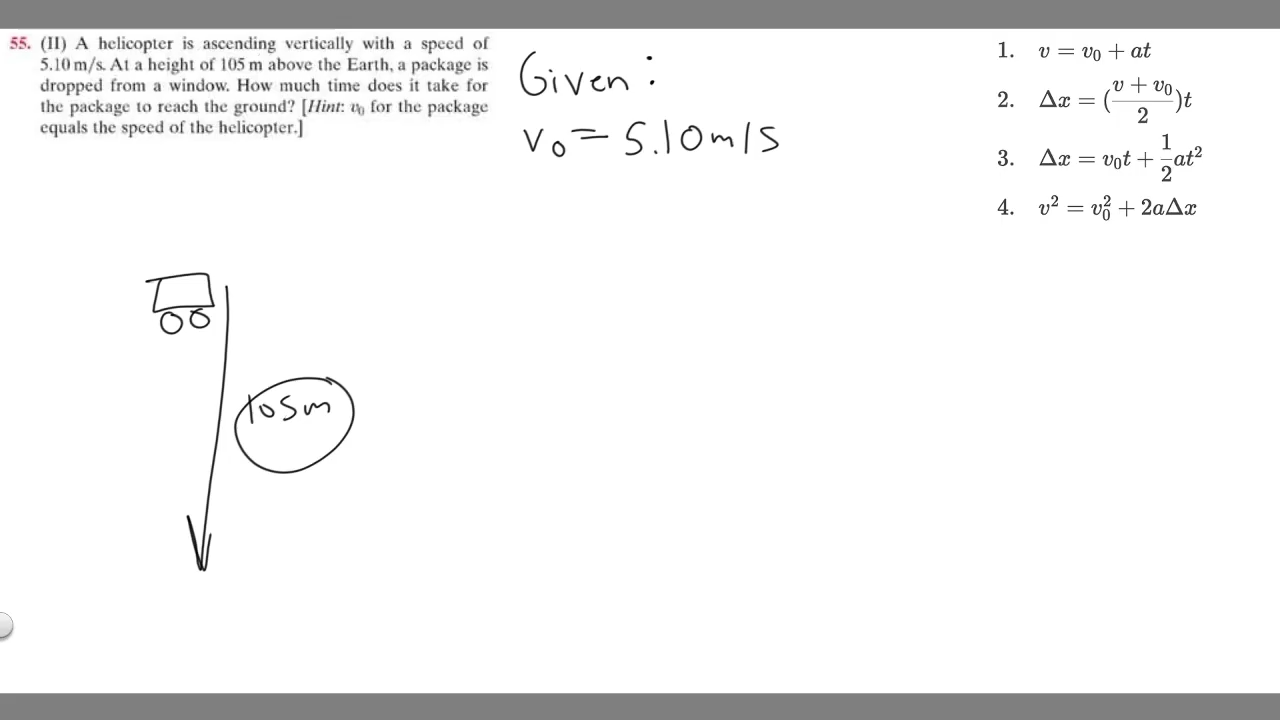 55. (II) A helicopter is ascending vertically with a speed of
5.10 m/s. At a height of 105 m above the Earth, a package is
dropped from a window. How much time does it take for
the package to reach the ground? [Hint: v₀ for the package
equals the speed of the helicopter.]
Given:
v₀ = 5.10m/s
1. v = v₀ + at
2. Δx = (\frac{v + v₀}{2})t
3. Δx = v₀t + \frac{1}{2}at²
4. v² = v₀² + 2aΔx
105m